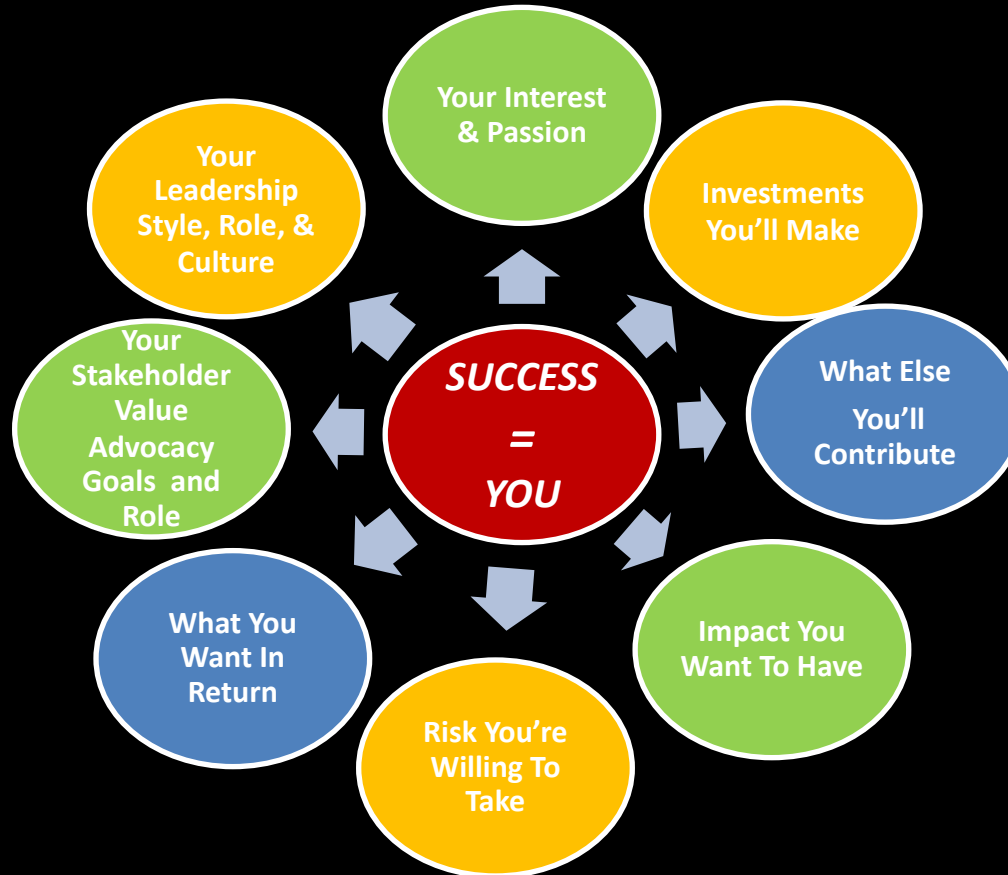 Your Interest
& Passion
Investments
You'll Make
What Else
You'll
Contribute
Impact You
Want To Have
Risk You're
Willing To
Take
What You
Want In
Return
Your
Stakeholder
Value
Advocacy
Goals and
Role
Your
Leadership
Style, Role, &
Culture
SUCCESS
=
YOU